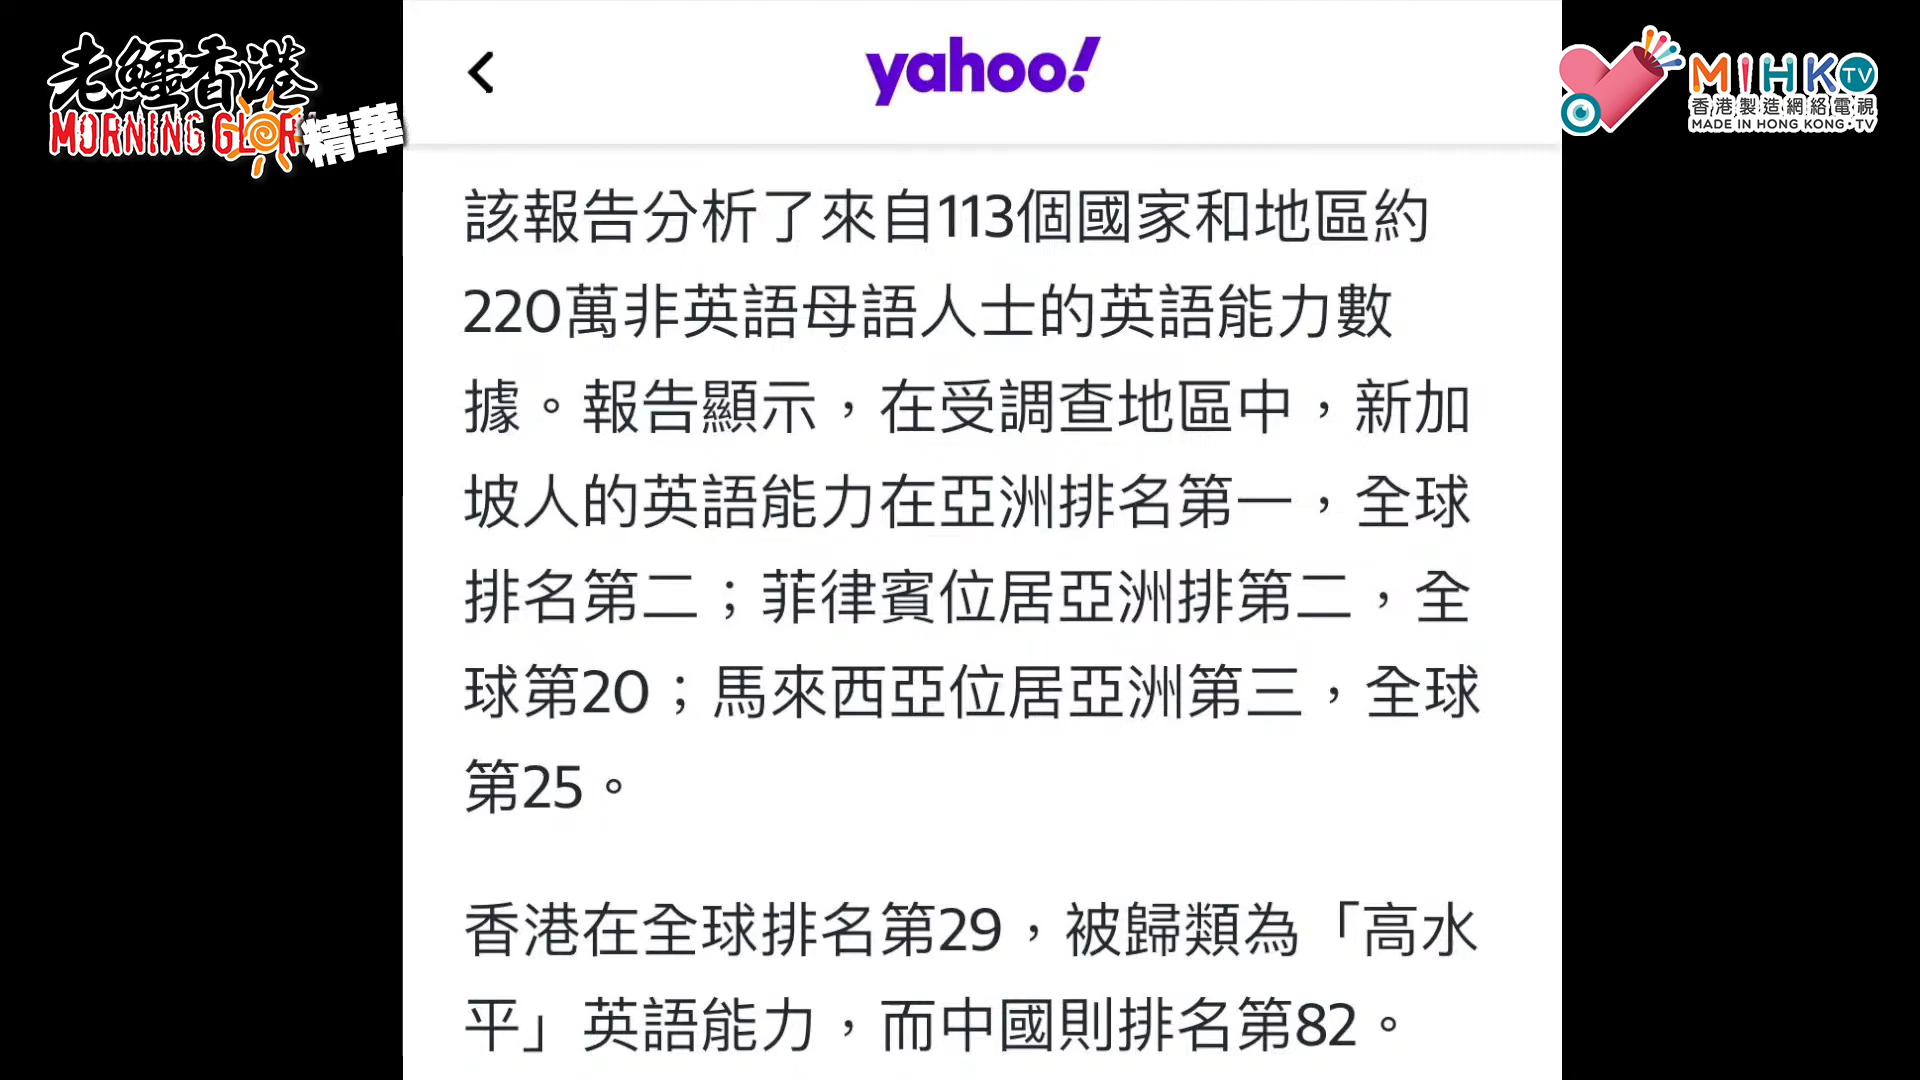 老鱷香港
MORNING GLORY
精華
yahoo!
MIHK TV
香港製造網絡電視
MADE IN HONG KONG・TV
該報告分析了來自113個國家和地區約
220萬非英語母語人士的英語能力數
據。報告顯示，在受調查地區中，新加
坡人的英語能力在亞洲排名第一，全球
排名第二；菲律賓位居亞洲排第二，全
球第20；馬來西亞位居亞洲第三，全球
第25。
香港在全球排名第29，被歸類為「高水
平」英語能力，而中國則排名第82。